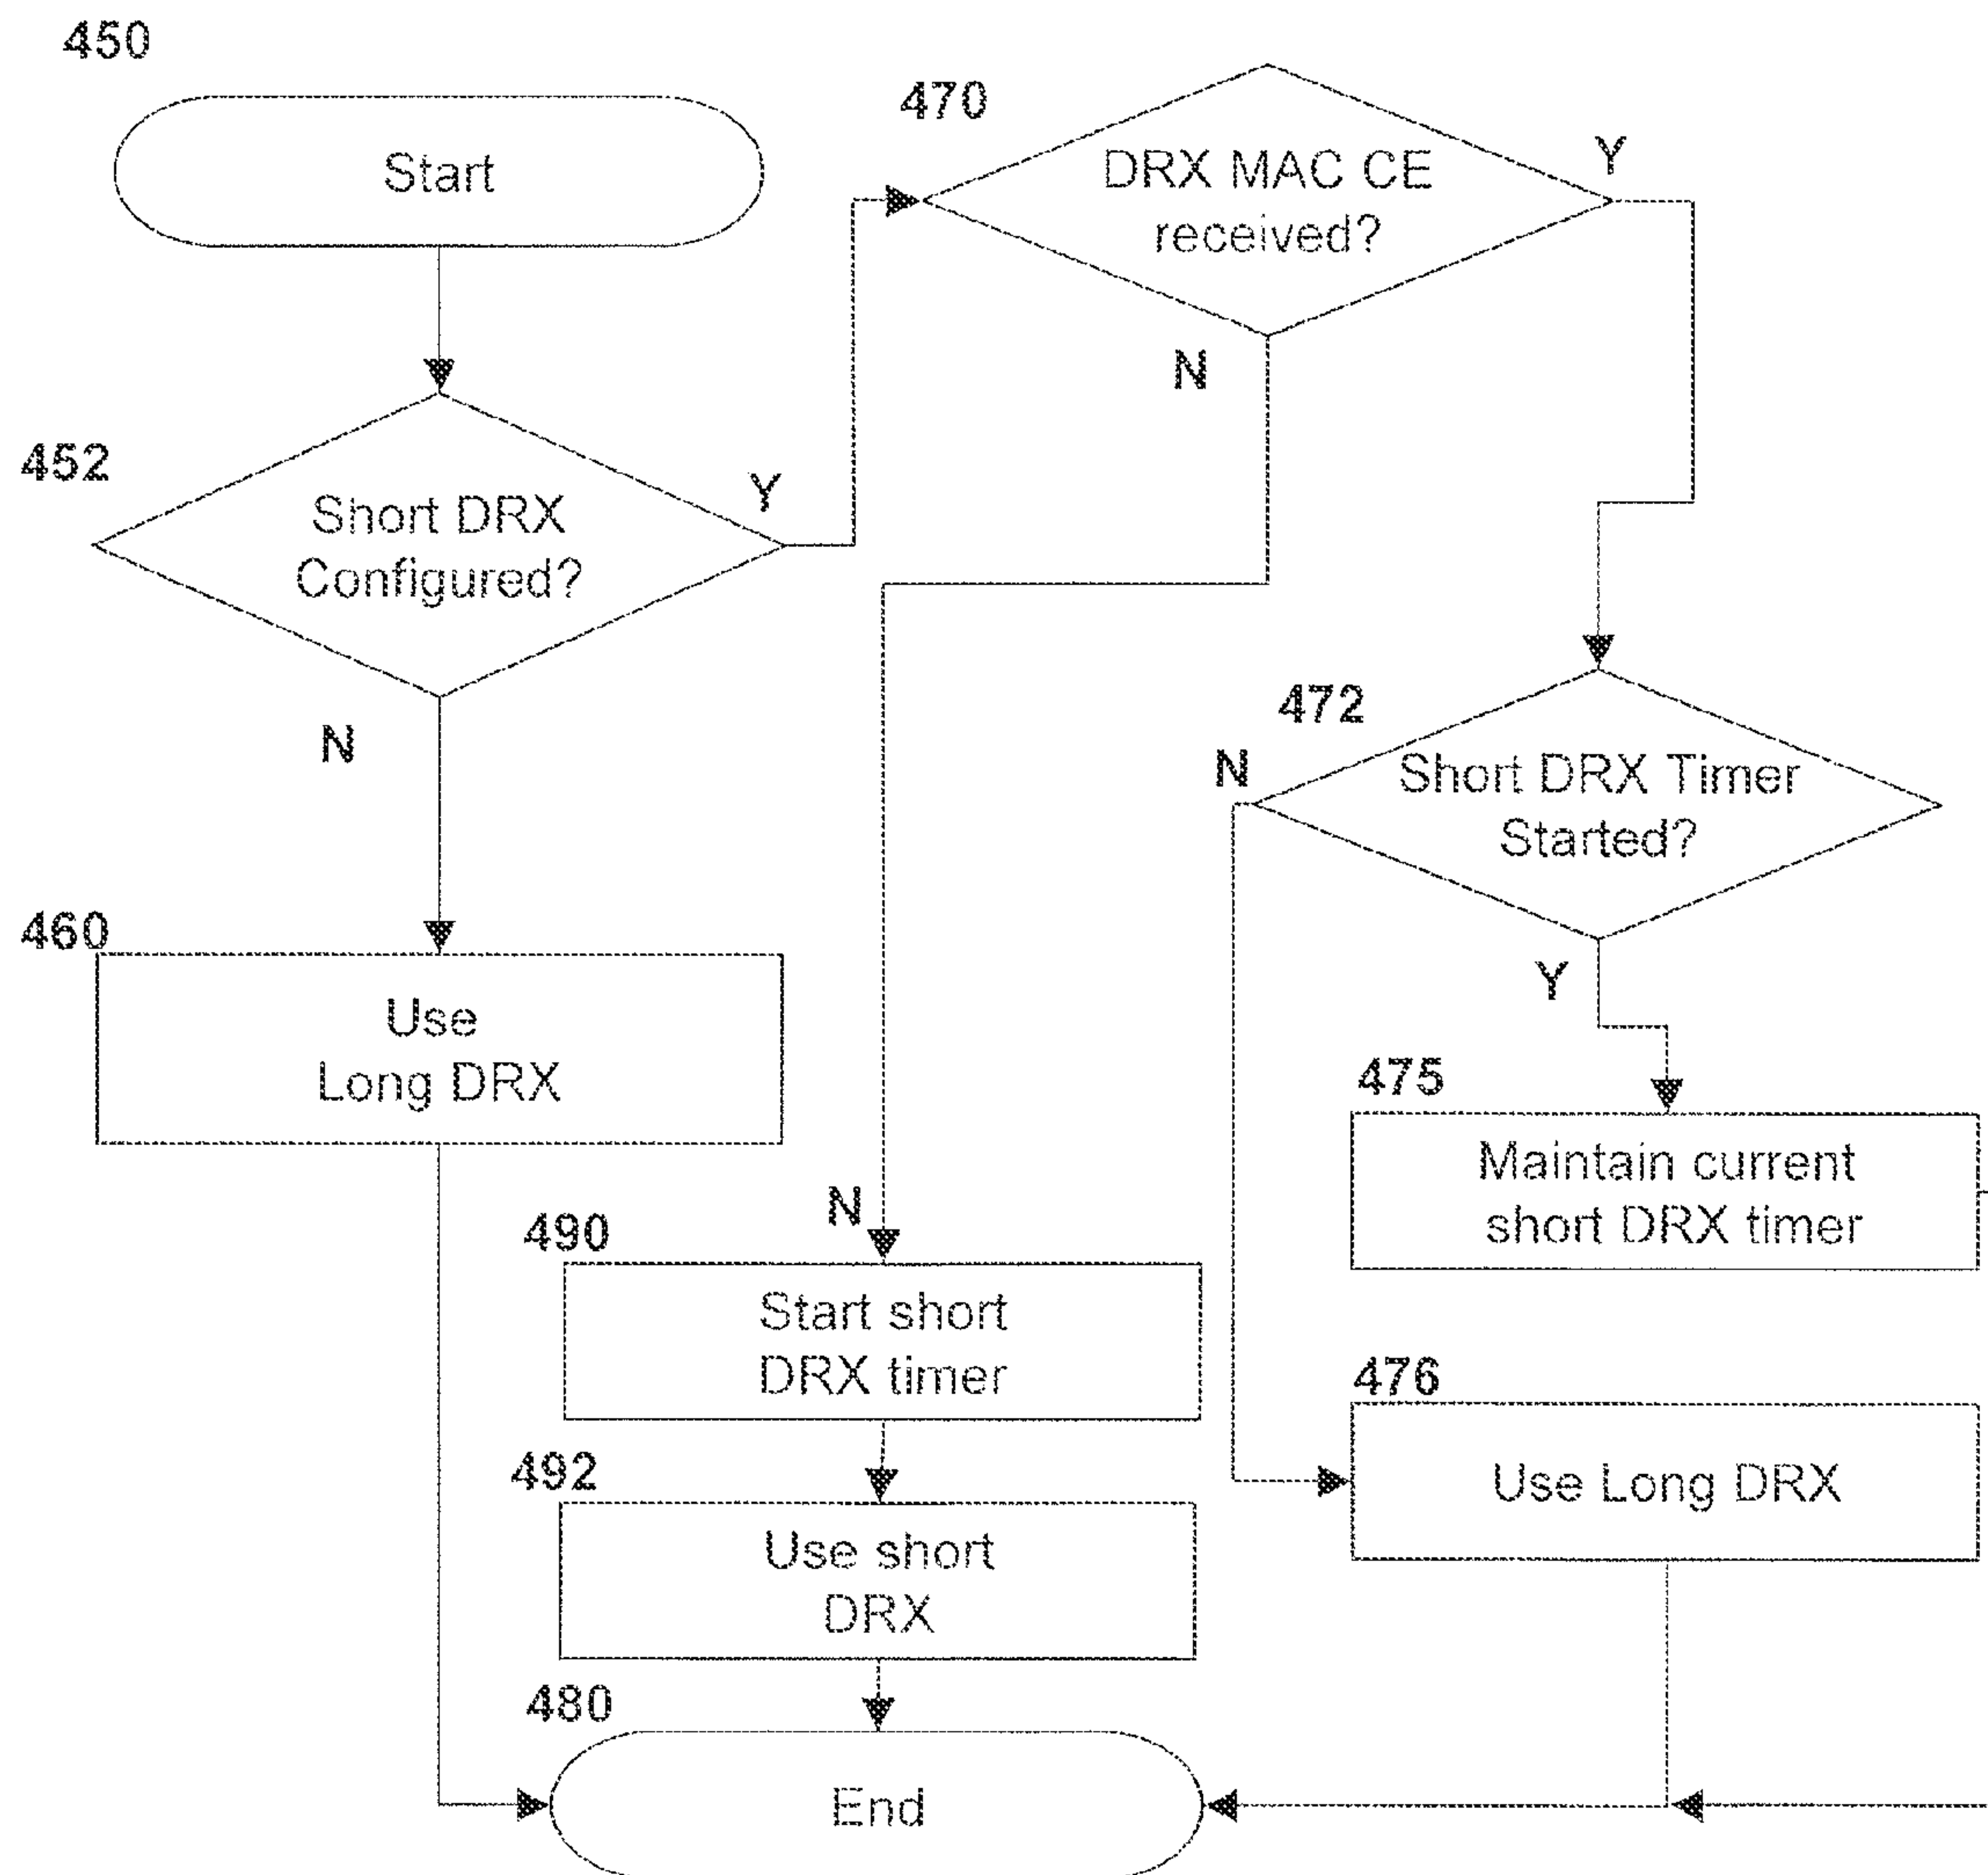 450
Start
452
Short DRX
Configured?
Y
N
460
Use
Long DRX
470
DRX MAC CE
received?
Y
N
472
Short DRX Timer
Started?
N
Y
475
Maintain current
short DRX timer
476
Use Long DRX
N
490
Start short
DRX timer
492
Use short
DRX
480
End